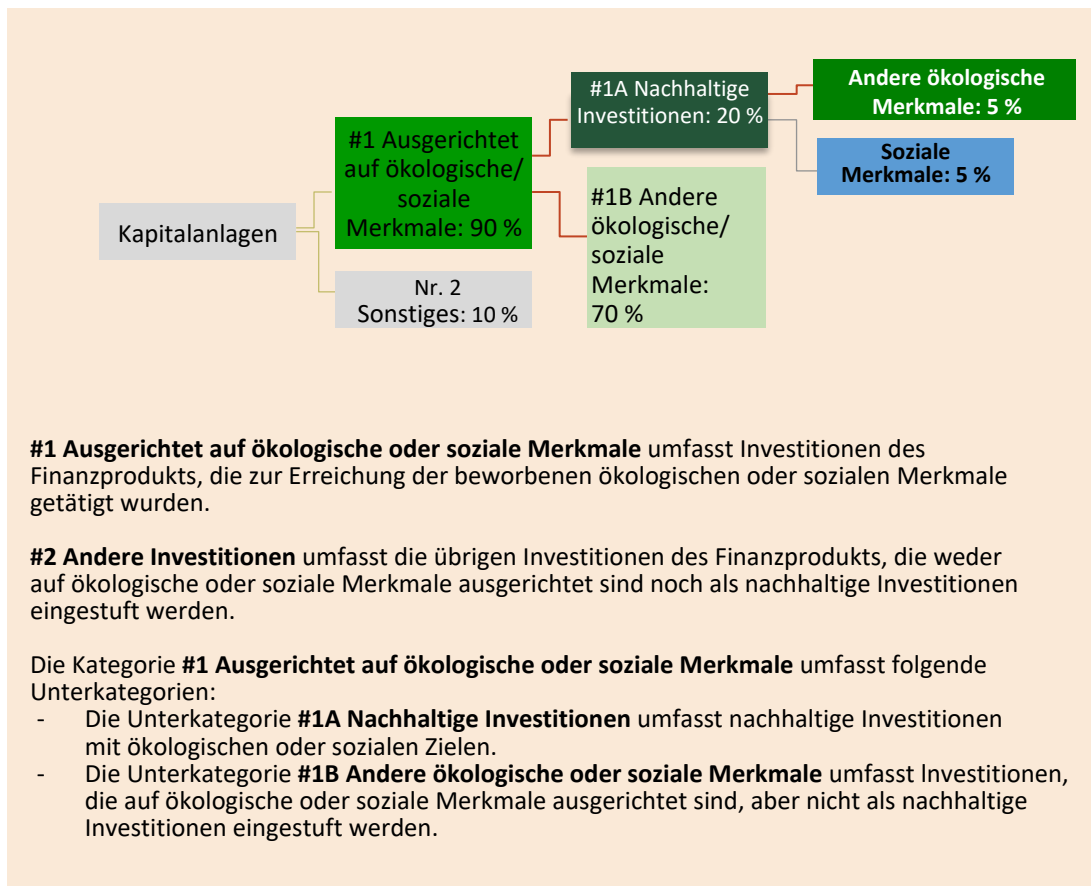 Kapitalanlagen
#1 Ausgerichtet
auf ökologische/
soziale
Merkmale: 90 %
Nr. 2
Sonstiges: 10 %
#1A Nachhaltige
Investitionen: 20 %
#1B Andere
ökologische/
soziale
Merkmale:
70 %
Andere ökologische
Merkmale: 5 %
Soziale
Merkmale: 5 %
#1 Ausgerichtet auf ökologische oder soziale Merkmale umfasst Investitionen des
Finanzprodukts, die zur Erreichung der beworbenen ökologischen oder sozialen Merkmale
getätigt wurden.
#2 Andere Investitionen umfasst die übrigen Investitionen des Finanzprodukts, die weder
auf ökologische oder soziale Merkmale ausgerichtet sind noch als nachhaltige Investitionen
eingestuft werden.
Die Kategorie #1 Ausgerichtet auf ökologische oder soziale Merkmale umfasst folgende
Unterkategorien:
- Die Unterkategorie #1A Nachhaltige Investitionen umfasst nachhaltige Investitionen
mit ökologischen oder sozialen Zielen.
- Die Unterkategorie #1B Andere ökologische oder soziale Merkmale umfasst Investitionen,
die auf ökologische oder soziale Merkmale ausgerichtet sind, aber nicht als nachhaltige
Investitionen eingestuft werden.